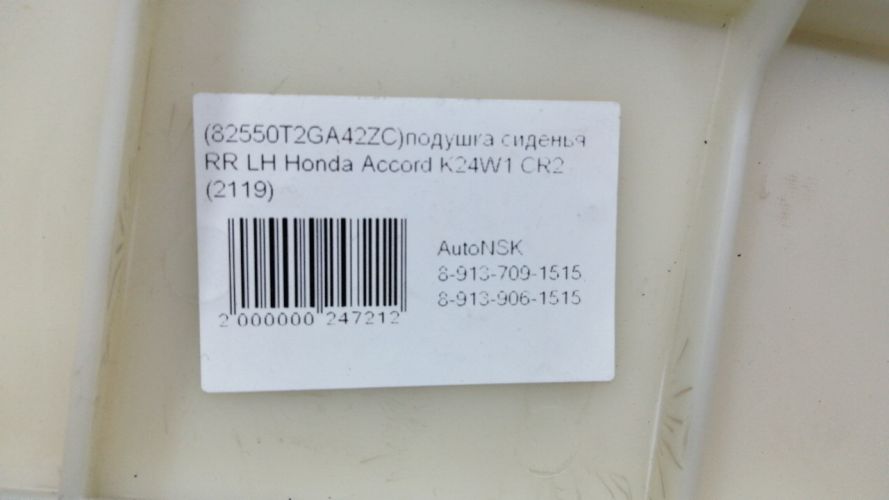 (82550T2GA42ZC)подушка сиденья
RR LH Honda Accord K24W1 CR2
(2119)
AutoNSK
8-913-709-1515
8-913-906-1515
2 000000 247212